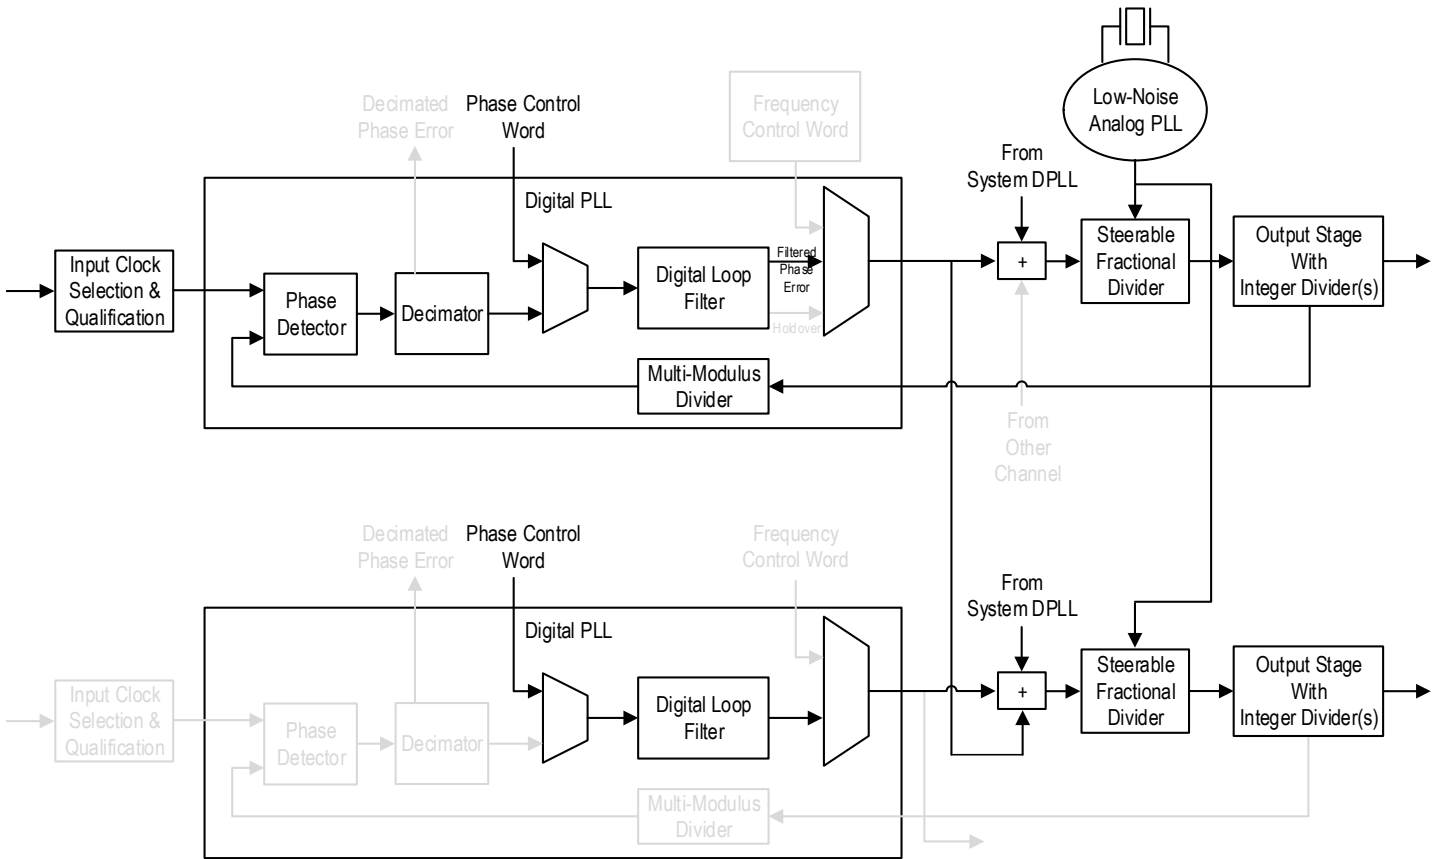 Low-Noise
Analog PLL
Decimated
Phase Error
Phase Control
Word
Frequency
Control Word
From
System DPLL
Digital PLL
Input Clock
Selection &
Qualification
Phase
Detector
Decimator
Digital Loop
Filter
Filtered
Phase
Error
Holdover
+
Steerable
Fractional
Divider
Output Stage
With
Integer Divider(s)
Multi-Modulus
Divider
From
Other
Channel
Decimated
Phase Error
Phase Control
Word
Frequency
Control Word
From
System DPLL
Digital PLL
Input Clock
Selection &
Qualification
Phase
Detector
Decimator
Digital Loop
Filter
+
Steerable
Fractional
Divider
Output Stage
With
Integer Divider(s)
Multi-Modulus
Divider